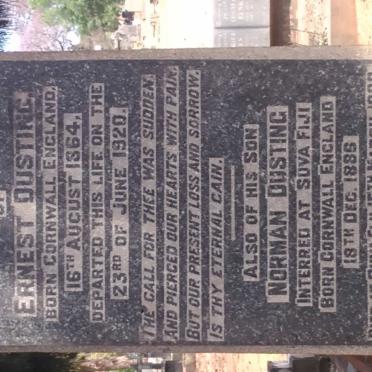 ERNEST DUSTING.
BORN CORNWALL, ENGLAND,
16TH AUGUST 1864,
DEPARTED THIS LIFE ON THE
23RD OF JUNE 1920.
THE CALL FOR THEE WAS SUDDEN,
AND PIERCED OUR HEARTS WITH PAIN,
BUT OUR PRESENT LOSS AND SORROW,
IS THY ETERNAL GAIN.
ALSO OF HIS SON
NORMAN DUSTING
INTERRED AT SUVA FIJI
BORN CORNWALL ENGLAND
19TH DEC. 1886